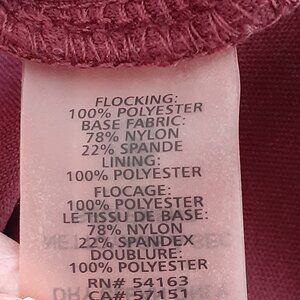 FLOCKING:
100% POLYESTER
BASE FABRIC:
78% NYLON
22% SPANDE
LINING:
100% POLYESTER
FLOCAGE:
100% POLYESTER
LE TISSU DE BASE:
78% NYLON
22% SPANDEX
DOUBLURE:
100% POLYESTER
RN# 54163
CA# 57151